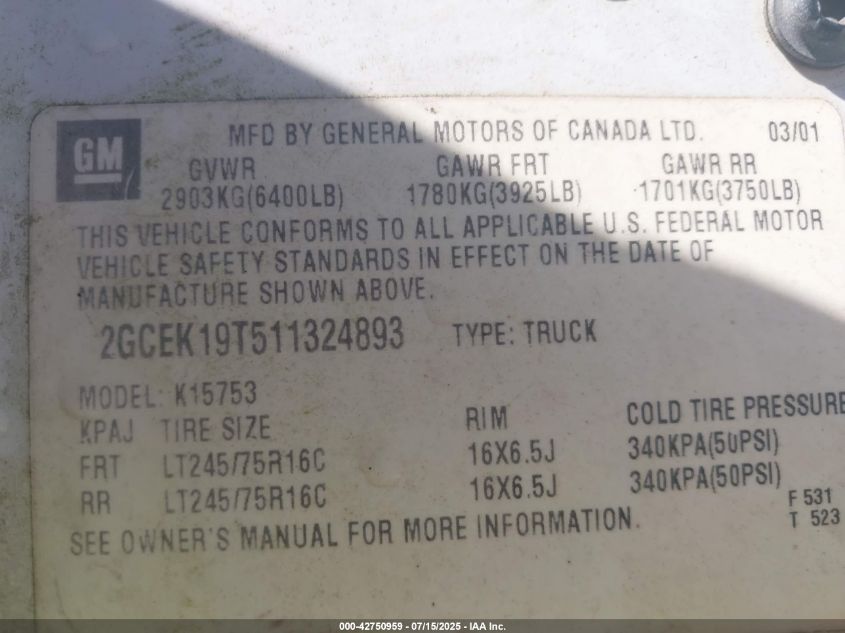 GM MFD BY GENERAL MOTORS OF CANADA LTD. 03/01
GVWR GAWR FRT GAWR RR
2903KG(6400LB) 1780KG(3925LB) 1701KG(3750LB)
THIS VEHICLE CONFORMS TO ALL APPLICABLE U.S. FEDERAL MOTOR
VEHICLE SAFETY STANDARDS IN EFFECT ON THE DATE OF
MANUFACTURE SHOWN ABOVE.
2GCEK19T511324893 TYPE: TRUCK
MODEL: K15753
KPAJ TIRE SIZE RIM COLD TIRE PRESSURE
FRT LT245/75R16C 16X6.5J 340KPA(50PSI)
RR LT245/75R16C 16X6.5J 340KPA(50PSI)
F 531
T 523
SEE OWNER'S MANUAL FOR MORE INFORMATION.
000-42750959 - 07/15/2025 - IAA Inc.